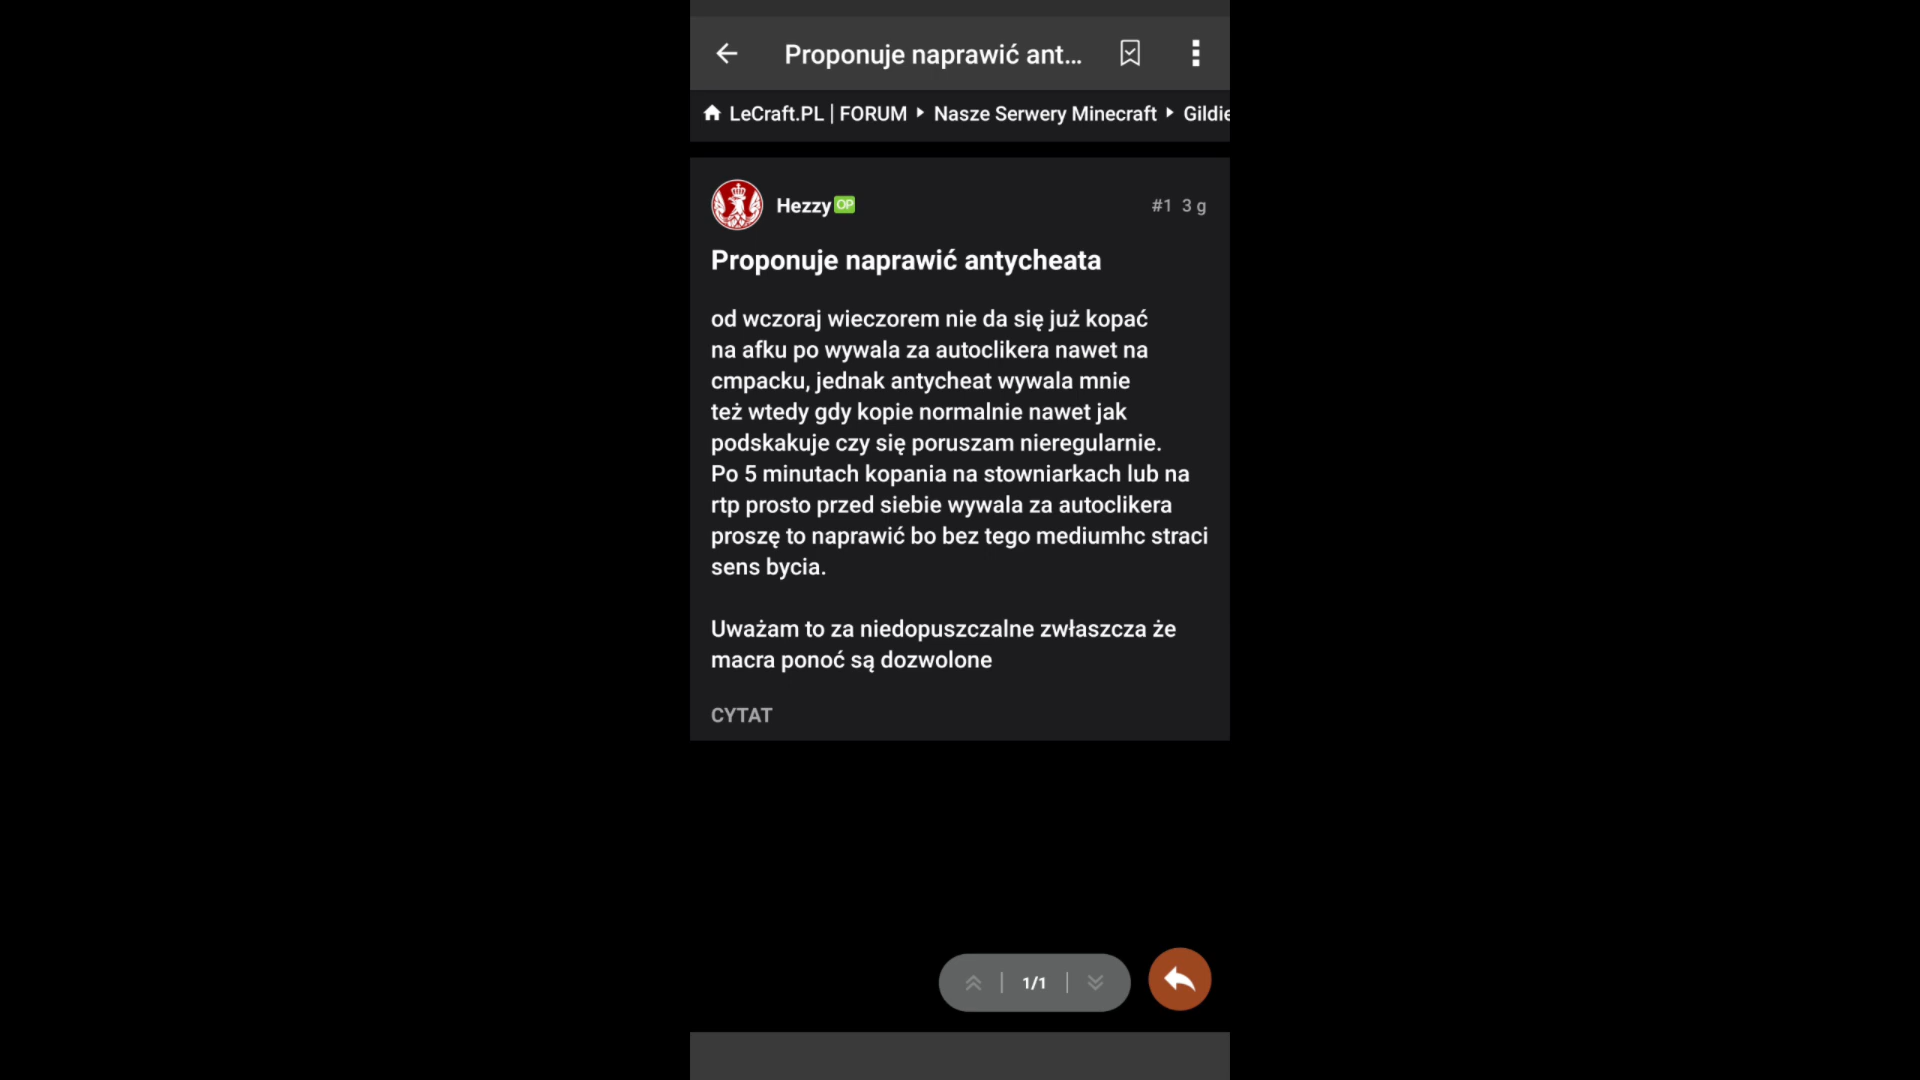 Proponuje naprawić ant...
LeCraft.PL | FORUM Nasze Serwery Minecraft Gildie
Hezzy OP #1 3 g
Proponuje naprawić antycheata
od wczoraj wieczorem nie da się już kopać
na afku po wywala za autoclikera nawet na
cmpacku, jednak antycheat wywala mnie
też wtedy gdy kopie normalnie nawet jak
podskakuje czy się poruszam nieregularnie.
Po 5 minutach kopania na stowniarkach lub na
rtp prosto przed siebie wywala za autoclikera
proszę to naprawić bo bez tego mediumhc straci
sens bycia.
Uważam to za niedopuszczalne zwłaszcza że
macra ponoć są dozwolone
CYTAT
1/1